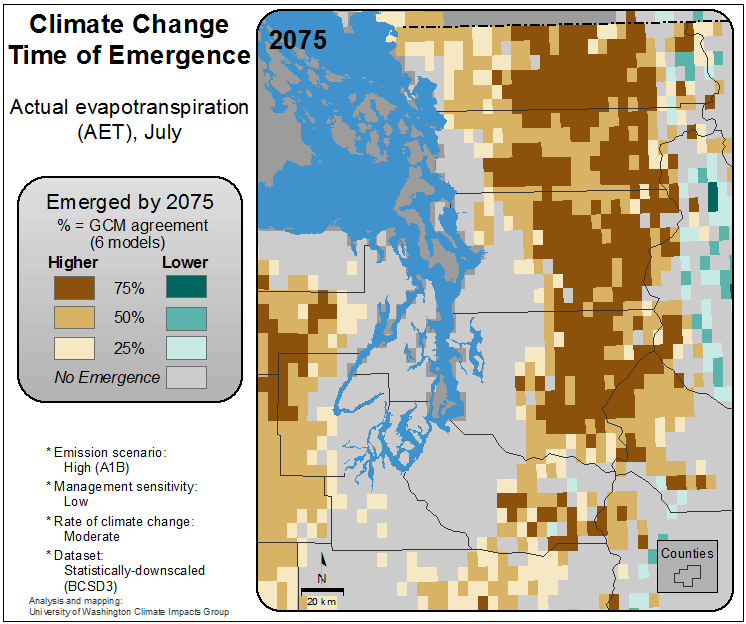 Climate Change
Time of Emergence
Actual evapotranspiration
(AET), July
Emerged by 2075
% = GCM agreement
(6 models)
Higher Lower
75%
50%
25%
No Emergence
* Emission scenario:
High (A1B)
* Management sensitivity:
Low
* Rate of climate change:
Moderate
* Dataset:
Statistically-downscaled
(BCSD3)
Analysis and mapping:
University of Washington Climate Impacts Group
2075
N
20 km
Counties